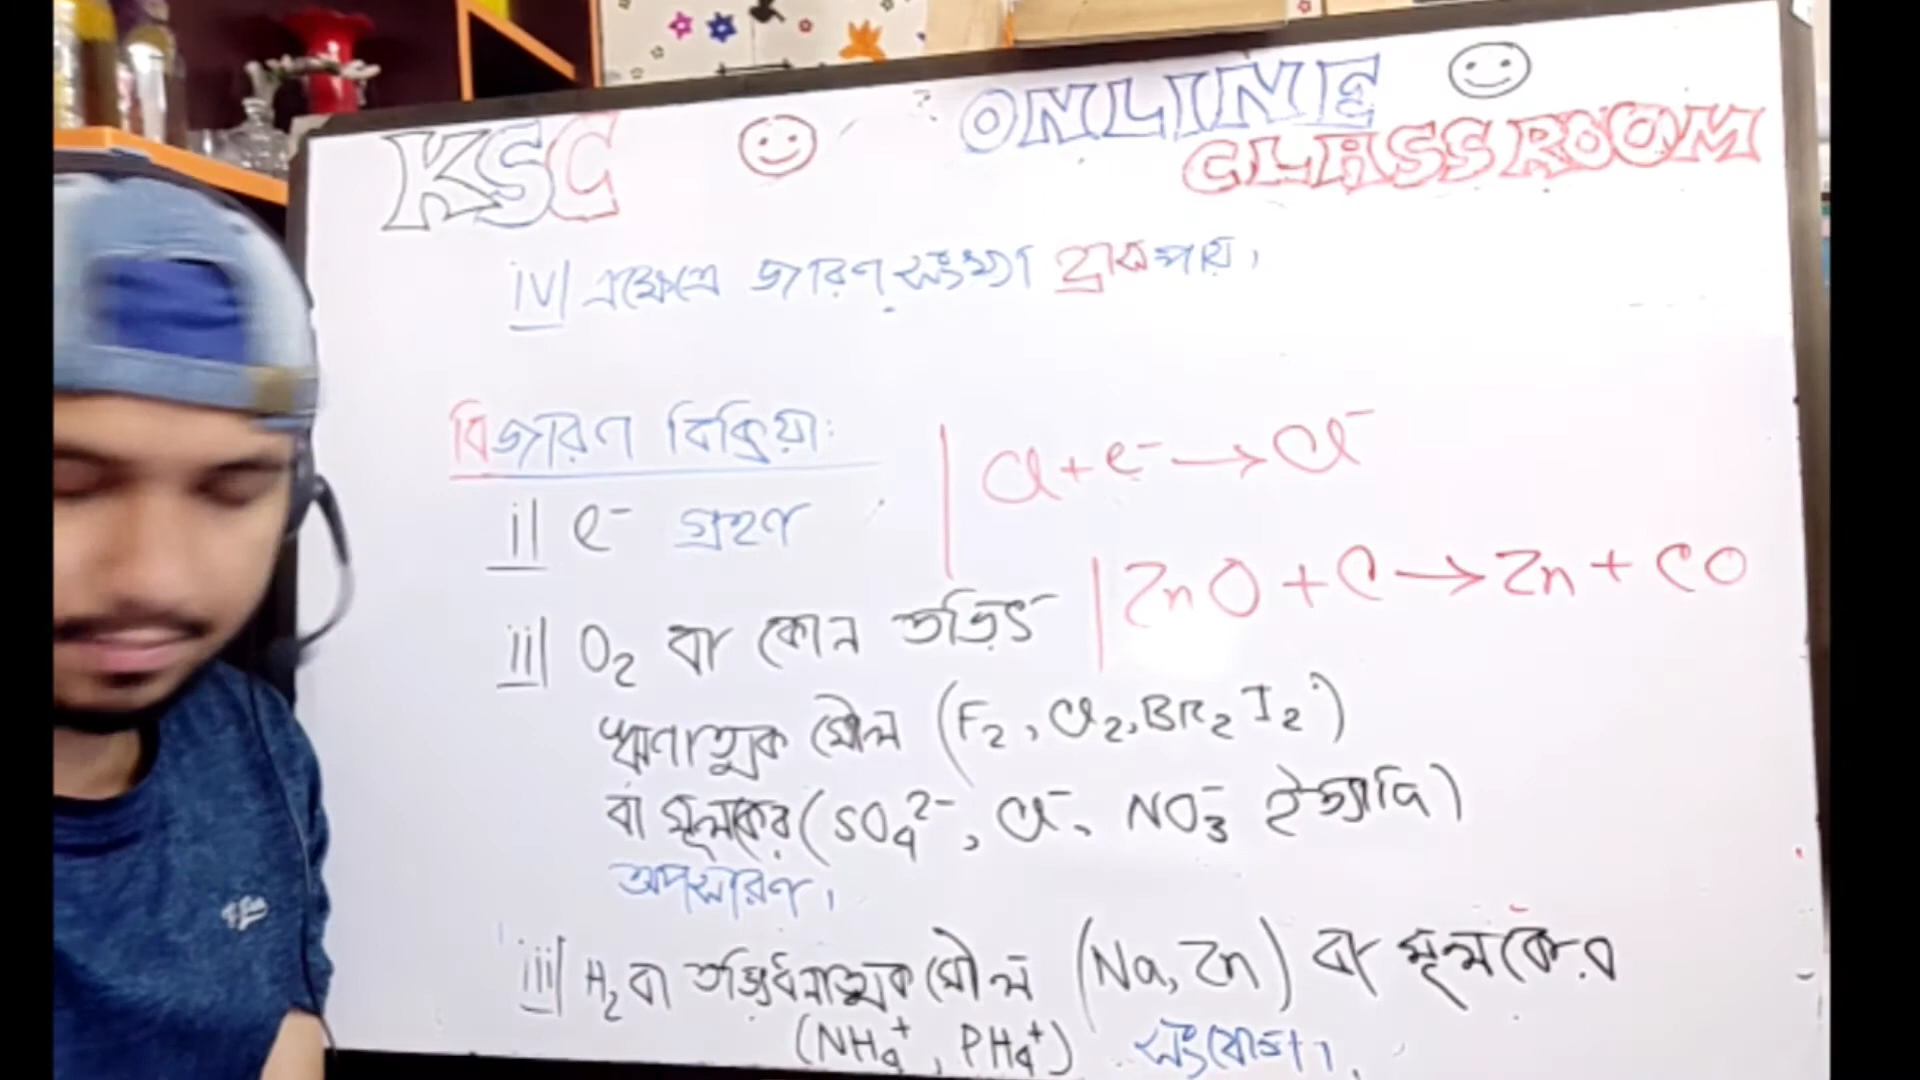 KSC ONLINE
CLASSROOM
iv| এক্ষেত্রে জারণ সংখ্যা হ্রাস পায়।
বিজারণ বিক্রিয়া:
Cl + e⁻ → Cl⁻
i| e⁻ গ্রহণ
ZnO + C → Zn + CO
ii| O₂ বা কোন তড়িৎ
ঋণাত্মক মৌল (F₂, Cl₂, BR₂ I₂)
বা মূলকের (SO₄²⁻, Cl⁻, NO₃⁻ ইত্যাদি)
অপসারণ।
iii| H₂ বা তড়িৎধনাত্মক মৌল (Na, Zn) বা মূলকের
(NH₄⁺, PH₄⁺) সংযোগ।